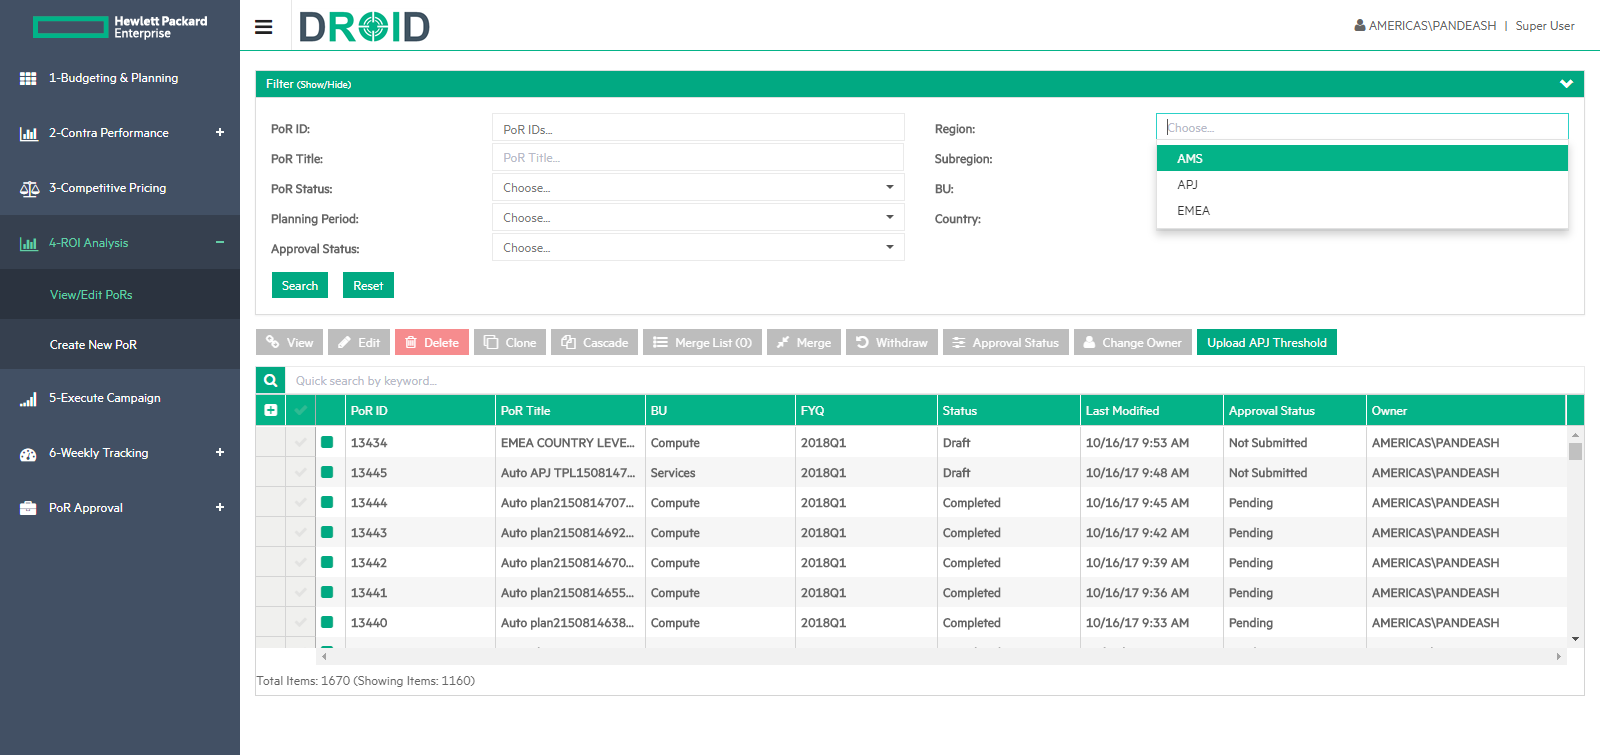 Hewlett Packard
Enterprise
DROID
AMERICAS\PANDEASH | Super User
1-Budgeting & Planning
2-Contra Performance +
3-Competitive Pricing
4-ROI Analysis −
View/Edit PoRs
Create New PoR
5-Execute Campaign
6-Weekly Tracking +
PoR Approval +
Filter (Show/Hide)
PoR ID: PoR IDs...
PoR Title: PoR Title...
PoR Status: Choose...
Planning Period: Choose...
Approval Status: Choose...
Region: Choose...
Subregion:
BU:
Country:
AMS
APJ
EMEA
Search Reset
View Edit Delete Clone Cascade Merge List (0) Merge Withdraw Approval Status Change Owner Upload APJ Threshold
Quick search by keyword...
PoR ID PoR Title BU FYQ Status Last Modified Approval Status Owner
13434 EMEA COUNTRY LEVE... Compute 2018Q1 Draft 10/16/17 9:53 AM Not Submitted AMERICAS\PANDEASH
13445 Auto APJ TPL1508147... Services 2018Q1 Draft 10/16/17 9:48 AM Not Submitted AMERICAS\PANDEASH
13444 Auto plan2150814707... Compute 2018Q1 Completed 10/16/17 9:45 AM Pending AMERICAS\PANDEASH
13443 Auto plan2150814692... Compute 2018Q1 Completed 10/16/17 9:42 AM Pending AMERICAS\PANDEASH
13442 Auto plan2150814670... Compute 2018Q1 Completed 10/16/17 9:39 AM Pending AMERICAS\PANDEASH
13441 Auto plan2150814655... Compute 2018Q1 Completed 10/16/17 9:36 AM Pending AMERICAS\PANDEASH
13440 Auto plan2150814638... Compute 2018Q1 Completed 10/16/17 9:33 AM Pending AMERICAS\PANDEASH
Total Items: 1670 (Showing Items: 1160)